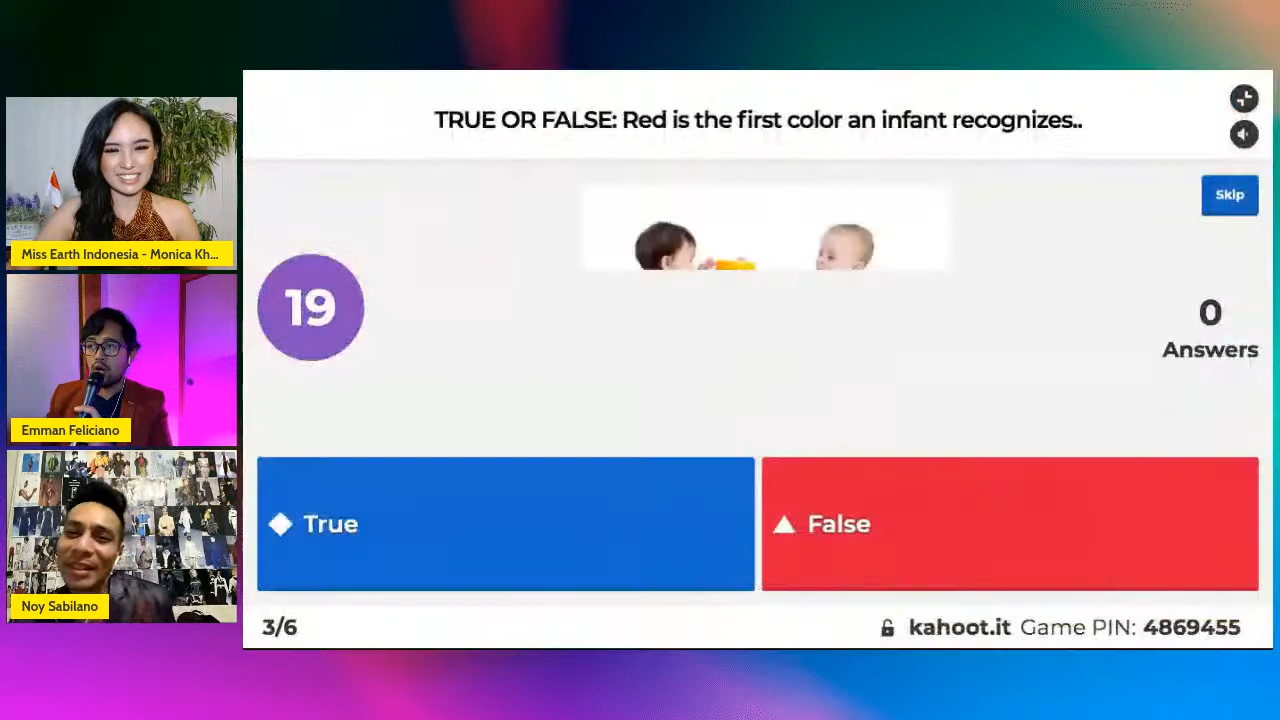 TRUE OR FALSE: Red is the first color an infant recognizes..
Skip
Miss Earth Indonesia - Monica Kh...
19
0
Answers
Emman Feliciano
True
False
Noy Sabilano
3/6
kahoot.it Game PIN: 4869455